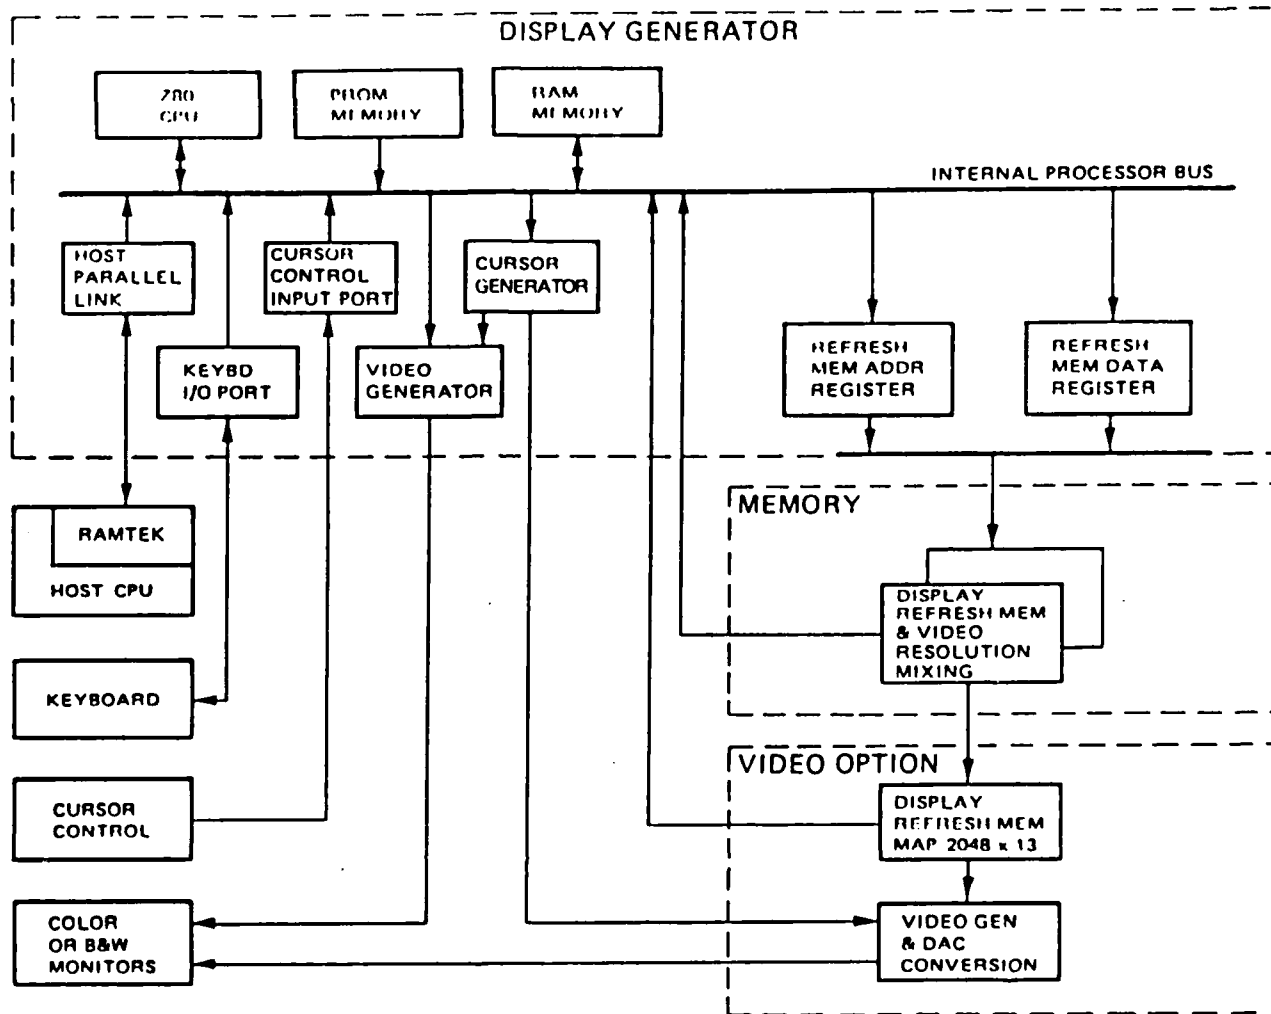 DISPLAY GENERATOR
Z80
CPU
PROM
MEMORY
RAM
MEMORY
INTERNAL PROCESSOR BUS
HOST
PARALLEL
LINK
CURSOR
CONTROL
INPUT PORT
CURSOR
GENERATOR
KEYBD
I/O PORT
VIDEO
GENERATOR
REFRESH
MEM ADDR
REGISTER
REFRESH
MEM DATA
REGISTER
RAMTEK
HOST CPU
MEMORY
DISPLAY
REFRESH MEM
& VIDEO
RESOLUTION
MIXING
KEYBOARD
VIDEO OPTION
CURSOR
CONTROL
DISPLAY
REFRESH MEM
MAP 2048 x 13
COLOR
OR B&W
MONITORS
VIDEO GEN
& DAC
CONVERSION